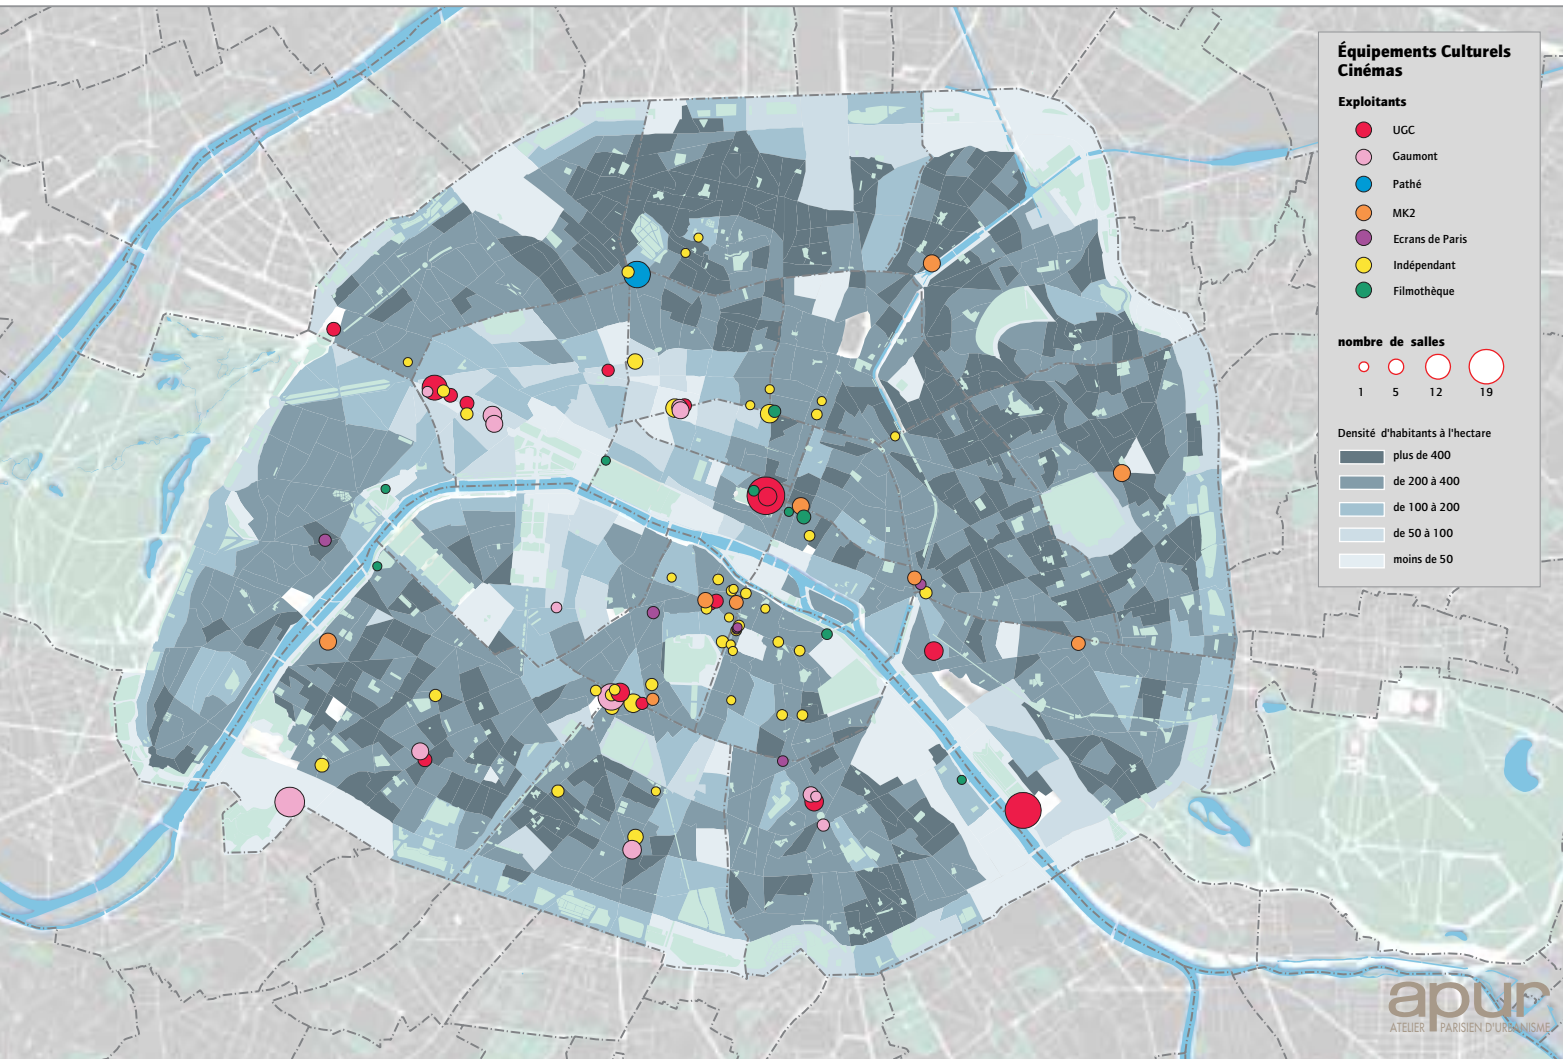 Équipements Culturels
Cinémas
Exploitants
UGC
Gaumont
Pathé
MK2
Ecrans de Paris
Indépendant
Filmothèque
nombre de salles
1 5 12 19
Densité d'habitants à l'hectare
plus de 400
de 200 à 400
de 100 à 200
de 50 à 100
moins de 50
apur
ATELIER PARISIEN D'URBANISME